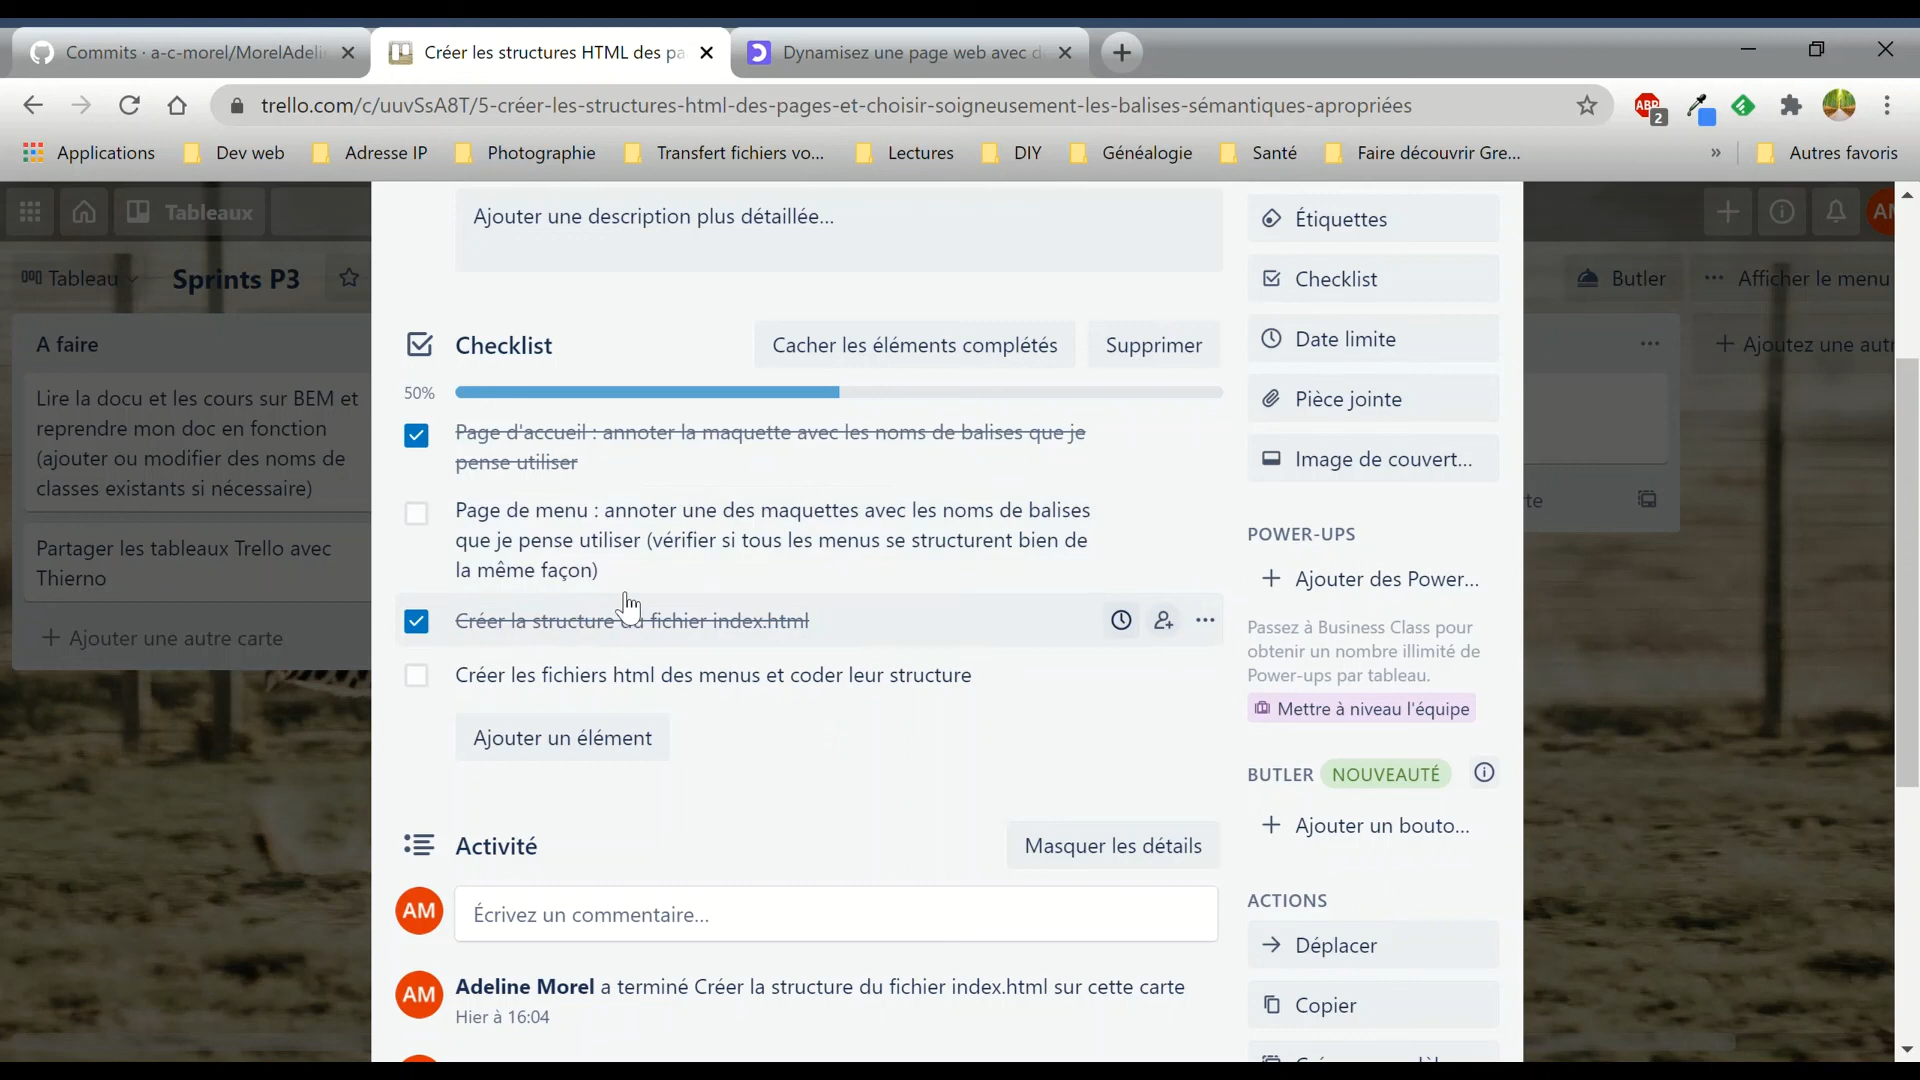 Commits · a-c-morel/MorelAdeli
Créer les structures HTML des pa
Dynamisez une page web avec d
trello.com/c/uuvSsA8T/5-créer-les-structures-html-des-pages-et-choisir-soigneusement-les-balises-sémantiques-apropriées
ABP
2
Applications
Dev web
Adresse IP
Photographie
Transfert fichiers vo...
Lectures
DIY
Généalogie
Santé
Faire découvrir Gre...
»
Autres favoris
Tableaux
Tableau
Sprints P3
Butler
Afficher le menu
A faire
Lire la docu et les cours sur BEM et
reprendre mon doc en fonction
(ajouter ou modifier des noms de
classes existants si nécessaire)
Partager les tableaux Trello avec
Thierno
+ Ajouter une autre carte
+ Ajoutez une autr
Ajouter une description plus détaillée...
Checklist
Cacher les éléments complétés
Supprimer
50%
Page d'accueil : annoter la maquette avec les noms de balises que je
pense utiliser
Page de menu : annoter une des maquettes avec les noms de balises
que je pense utiliser (vérifier si tous les menus se structurent bien de
la même façon)
Créer la structure du fichier index.html
Créer les fichiers html des menus et coder leur structure
Ajouter un élément
Activité
Masquer les détails
AM
Écrivez un commentaire...
AM
Adeline Morel a terminé Créer la structure du fichier index.html sur cette carte
Hier à 16:04
Étiquettes
Checklist
Date limite
Pièce jointe
Image de couvert...
POWER-UPS
+ Ajouter des Power...
Passez à Business Class pour
obtenir un nombre illimité de
Power-ups par tableau.
Mettre à niveau l'équipe
BUTLER NOUVEAUTÉ
+ Ajouter un bouto...
ACTIONS
Déplacer
Copier